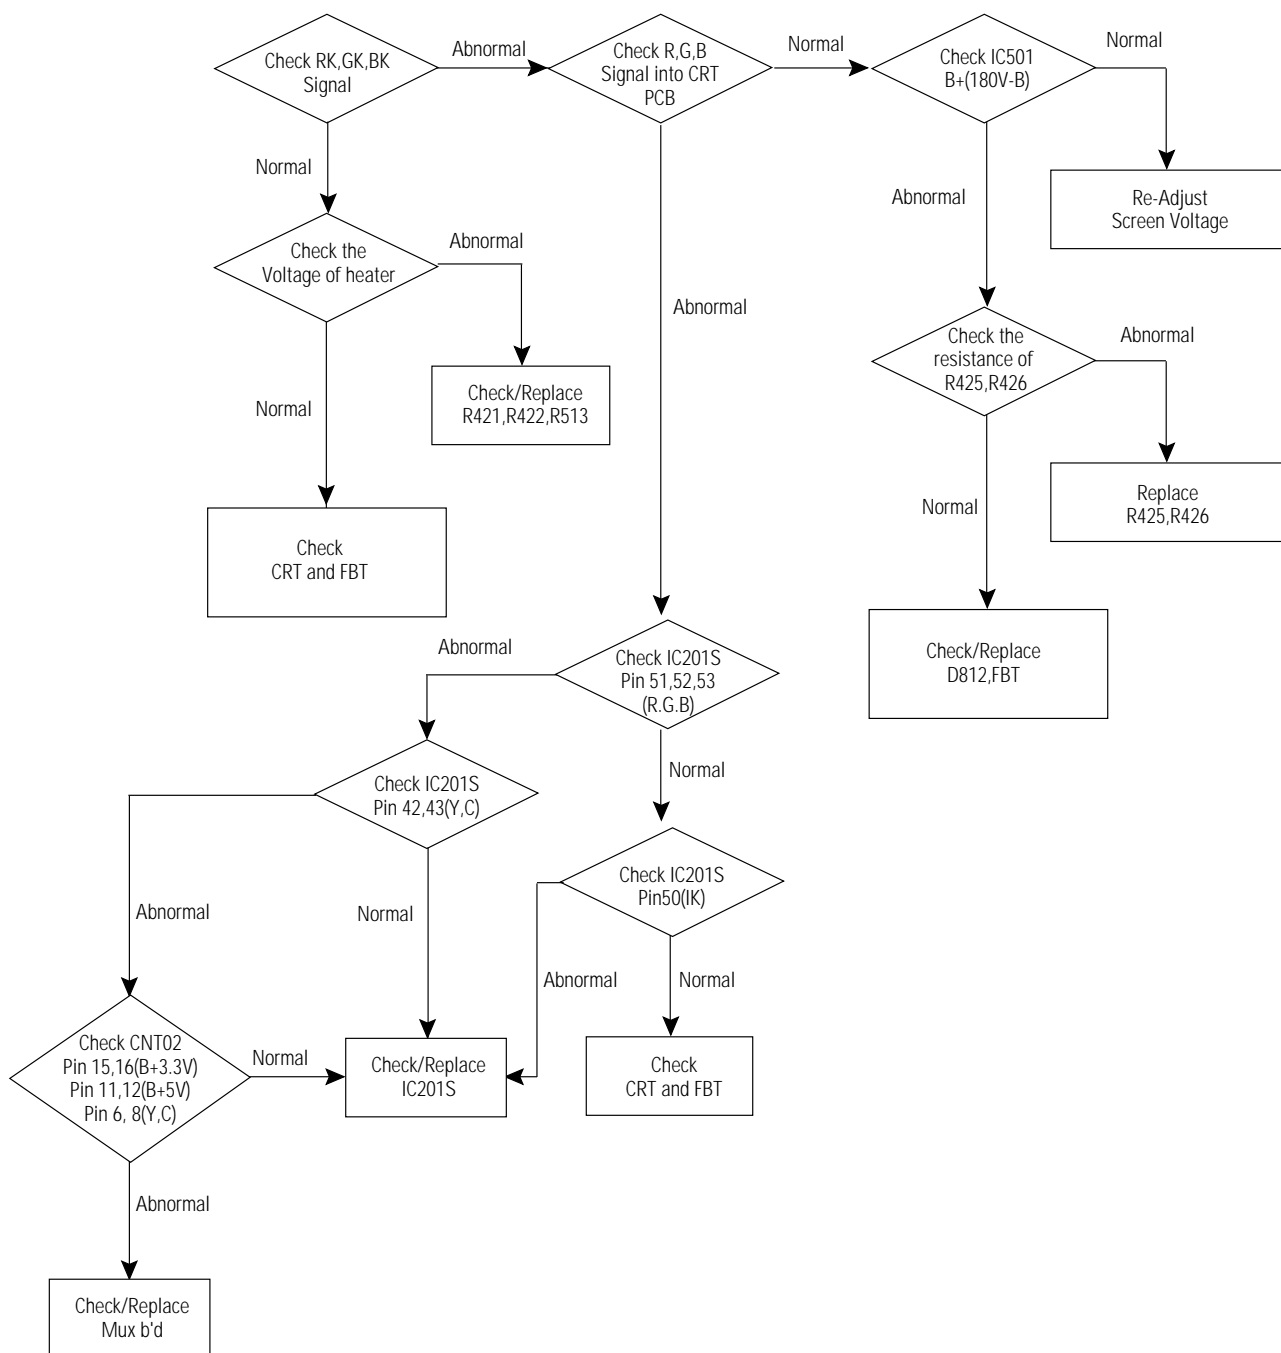 Check RK,GK,BK
Signal
Abnormal
Check R,G,B
Signal into CRT
PCB
Normal
Check IC501
B+(180V-B)
Normal
Normal
Abnormal
Re-Adjust
Screen Voltage
Check the
Voltage of heater
Abnormal
Abnormal
Check the
resistance of
R425,R426
Abnormal
Normal
Check/Replace
R421,R422,R513
Normal
Replace
R425,R426
Check
CRT and FBT
Abnormal
Check IC201S
Pin 51,52,53
(R.G.B)
Check/Replace
D812,FBT
Normal
Check IC201S
Pin 42,43(Y,C)
Check IC201S
Pin50(IK)
Abnormal
Normal
Abnormal
Normal
Check CNT02
Pin 15,16(B+3.3V)
Pin 11,12(B+5V)
Pin 6, 8(Y,C)
Normal
Check/Replace
IC201S
Check
CRT and FBT
Abnormal
Check/Replace
Mux b'd